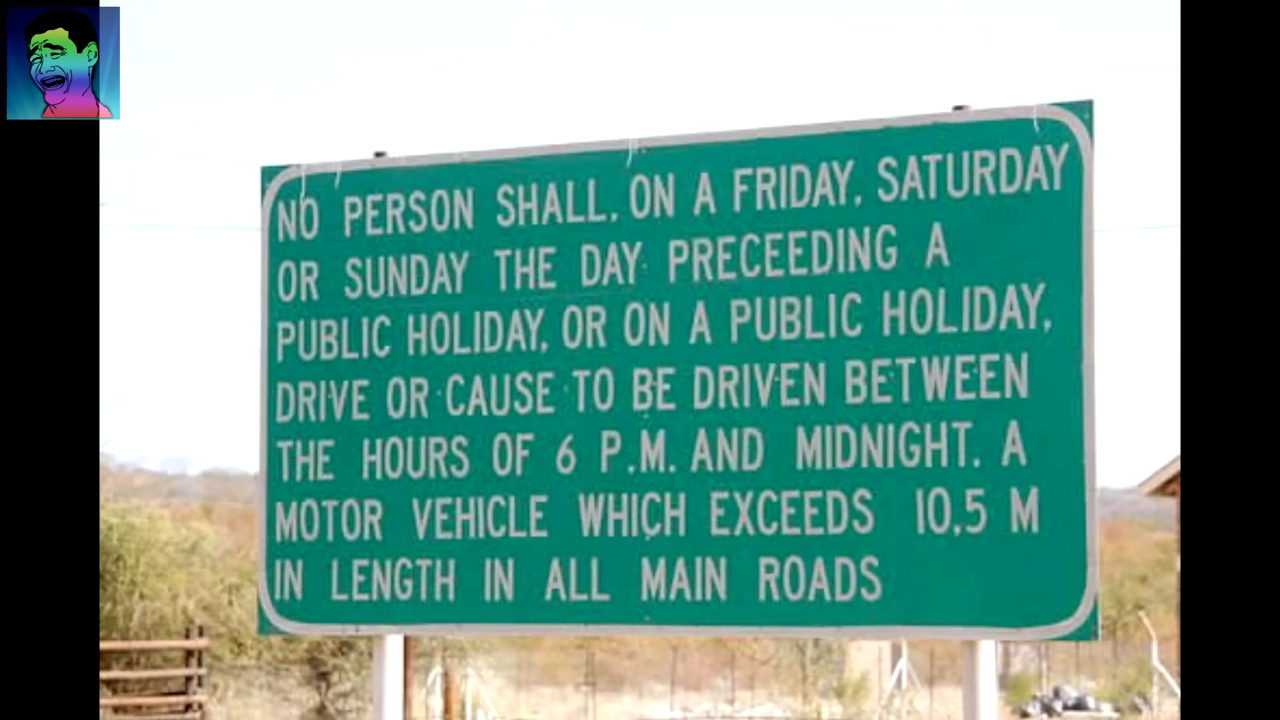 NO PERSON SHALL, ON A FRIDAY, SATURDAY
OR SUNDAY THE DAY PRECEEDING A
PUBLIC HOLIDAY, OR ON A PUBLIC HOLIDAY,
DRIVE OR CAUSE TO BE DRIVEN BETWEEN
THE HOURS OF 6 P.M. AND MIDNIGHT. A
MOTOR VEHICLE WHICH EXCEEDS 10,5 M
IN LENGTH IN ALL MAIN ROADS